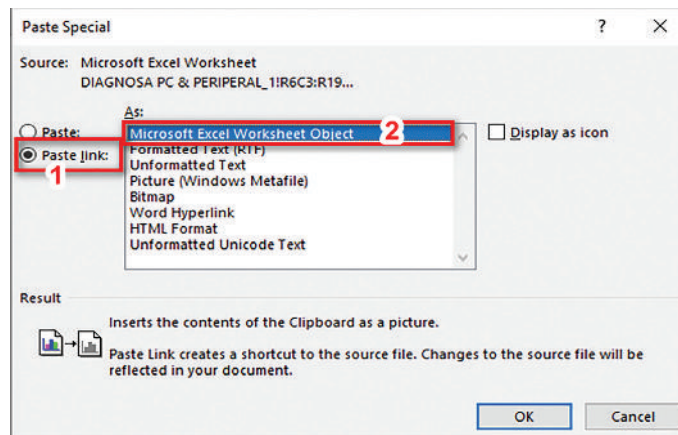 Paste Special ? X
Source: Microsoft Excel Worksheet
DIAGNOSA PC & PERIPERAL_1!R6C3:R19...
As:
Paste:
Paste link:
1
Microsoft Excel Worksheet Object 2
Formatted Text (RTF)
Unformatted Text
Picture (Windows Metafile)
Bitmap
Word Hyperlink
HTML Format
Unformatted Unicode Text
Display as icon
Result
Inserts the contents of the Clipboard as a picture.
Paste Link creates a shortcut to the source file. Changes to the source file will be
reflected in your document.
OK Cancel